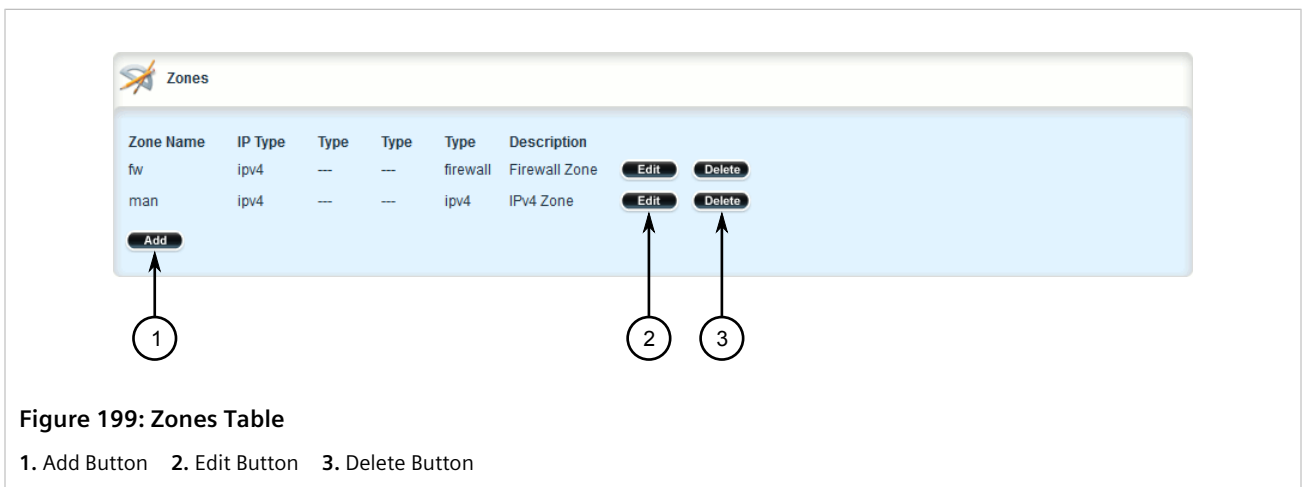 Zones
Zone Name IP Type Type Type Type Description
fw ipv4 --- --- firewall Firewall Zone Edit Delete
man ipv4 --- --- ipv4 IPv4 Zone Edit Delete
Add
1 2 3
Figure 199: Zones Table
1. Add Button 2. Edit Button 3. Delete Button